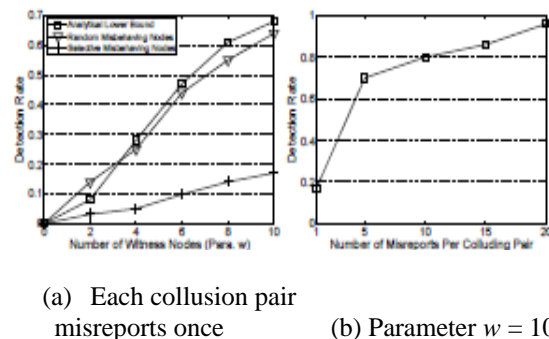 Analytical Lower Bound
Random Misbehaving Nodes
Selective Misbehaving Nodes
Detection Rate
0.7
0.6
0.5
0.4
0.3
0.2
0.1
0
0 2 4 6 8 10
Number of Witness Nodes (Para. w)
Detection Rate
1
0.8
0.6
0.4
0.2
0
1 5 10 15 20
Number of Misreports Per Colluding Pair
(a) Each collusion pair
misreports once
(b) Parameter w = 10